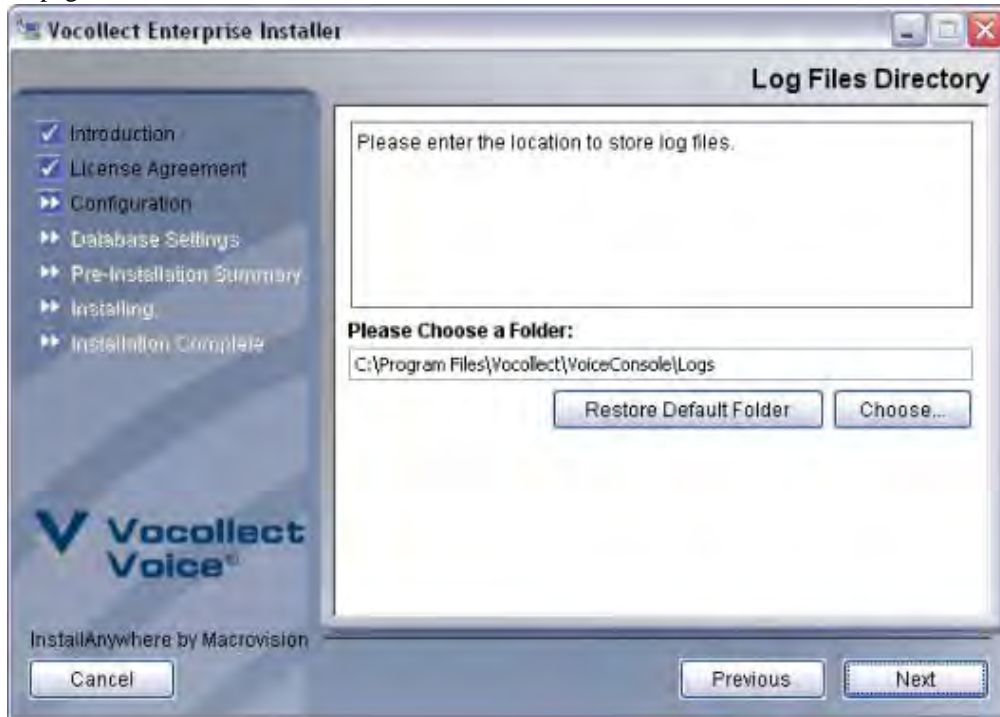 Vocollect Enterprise Installer
Log Files Directory
Introduction
License Agreement
Configuration
Database Settings
Pre-Installation Summary
Installing
Installation Complete
Please enter the location to store log files.
Please Choose a Folder:
C:\Program Files\Vocollect\VoiceConsole\Logs
Restore Default Folder
Choose...
V Vocollect
Voice®
InstallAnywhere by Macrovision
Cancel
Previous
Next